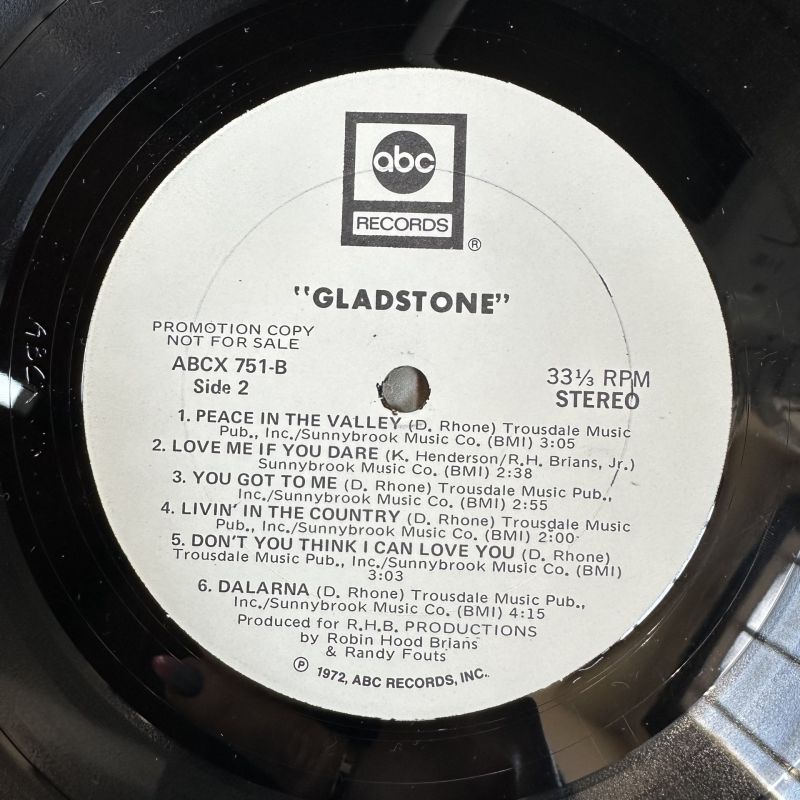 abc
RECORDS
®
"GLADSTONE"
PROMOTION COPY
NOT FOR SALE
ABCX 751-B
Side 2
33⅓ RPM
STEREO
1. PEACE IN THE VALLEY (D. Rhone) Trousdale Music
Pub., Inc./Sunnybrook Music Co. (BMI) 3:05
2. LOVE ME IF YOU DARE (K. Henderson/R.H. Brians, Jr.)
Sunnybrook Music Co. (BMI) 2:38
3. YOU GOT TO ME (D. Rhone) Trousdale Music Pub.,
Inc./Sunnybrook Music Co. (BMI) 2:55
4. LIVIN' IN THE COUNTRY (D. Rhone) Trousdale Music
Pub., Inc./Sunnybrook Music Co. (BMI) 2:00
5. DON'T YOU THINK I CAN LOVE YOU (D. Rhone)
Trousdale Music Pub., Inc./Sunnybrook Music Co. (BMI)
3:03
6. DALARNA (D. Rhone) Trousdale Music Pub.,
Inc./Sunnybrook Music Co. (BMI) 4:15
Produced for R.H.B. PRODUCTIONS
by Robin Hood Brians
& Randy Fouts
℗ 1972, ABC RECORDS, INC.